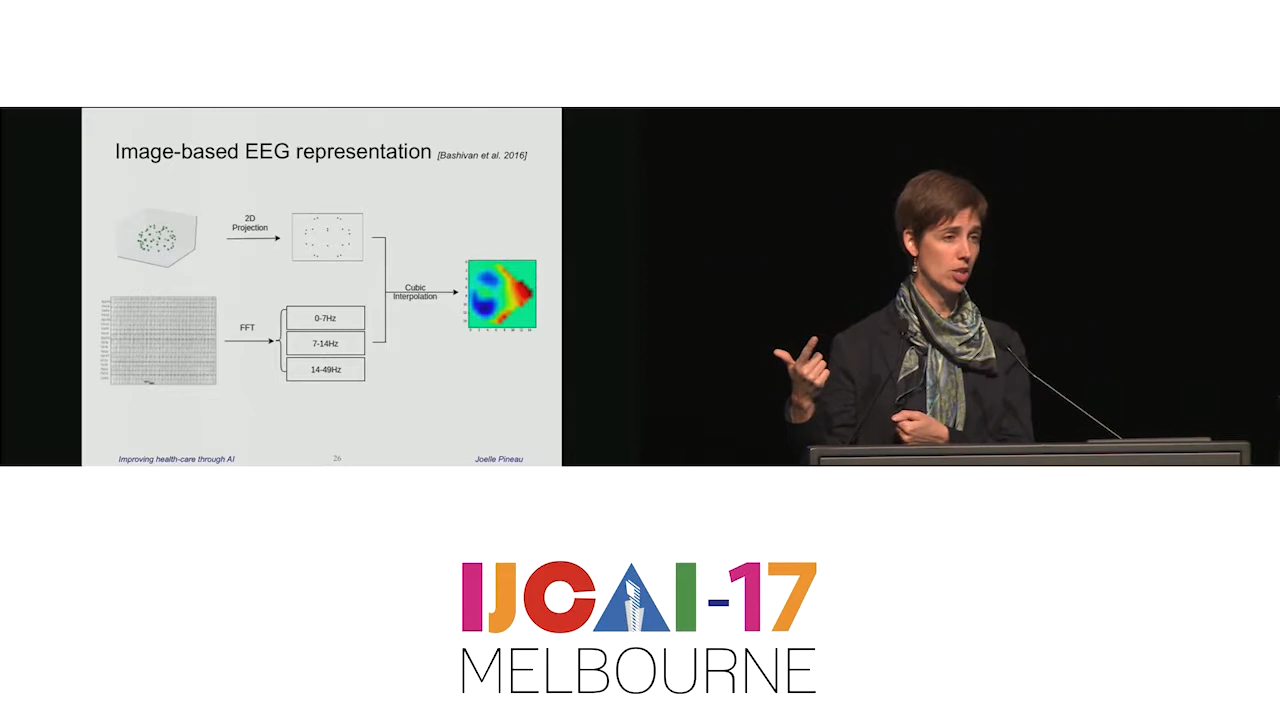 Image-based EEG representation [Bashivan et al. 2016]
2D
Projection
FFT
0-7Hz
7-14Hz
14-49Hz
Cubic
Interpolation
Improving health-care through AI
26
Joelle Pineau
IJCAI-17
MELBOURNE